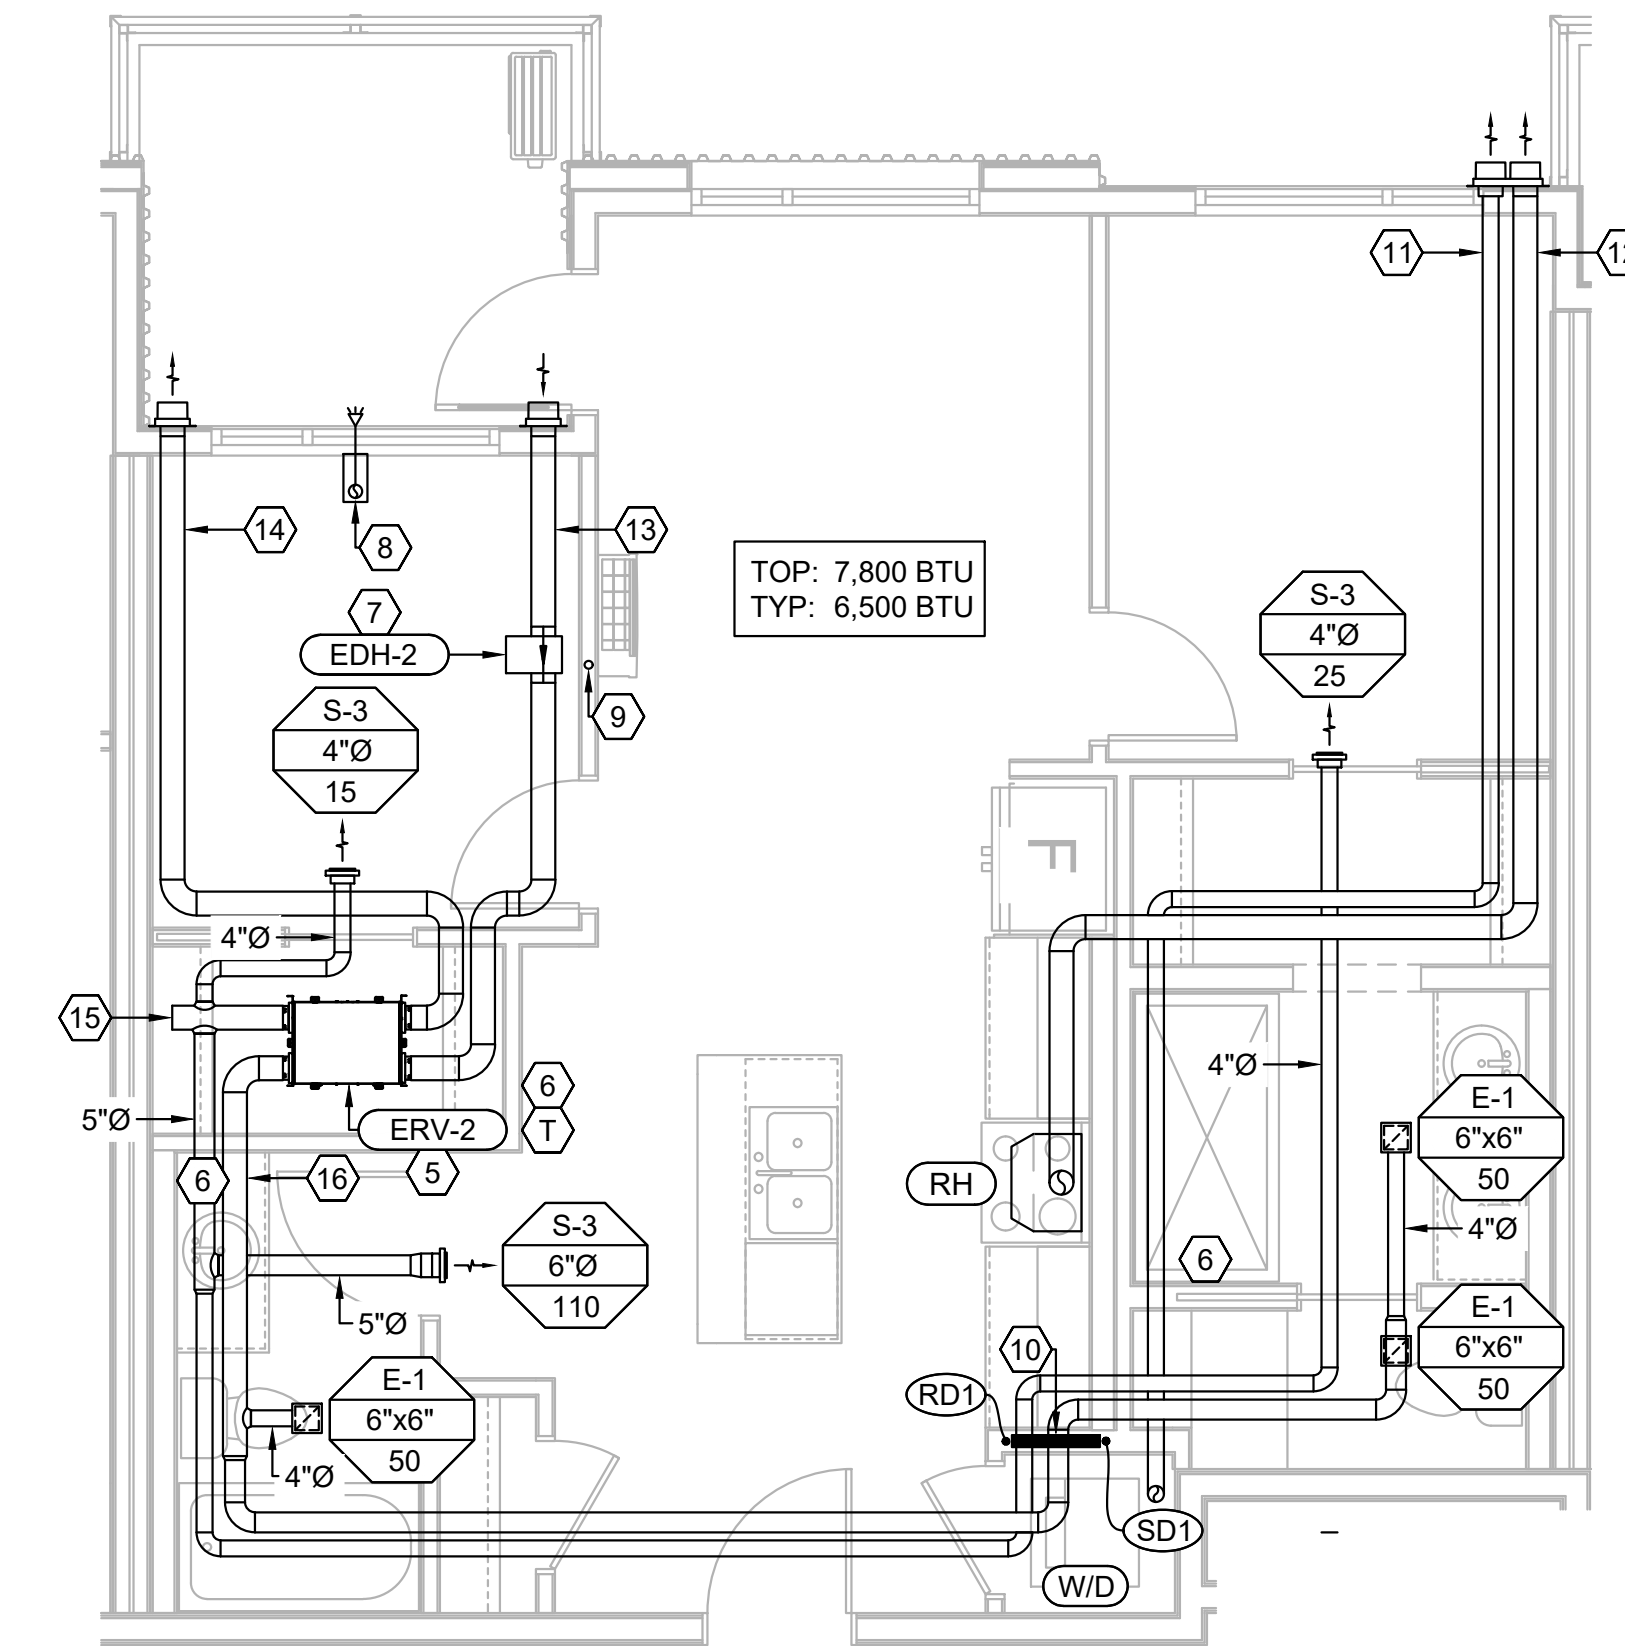 11
14
8
13
TOP: 7,800 BTU
TYP: 6,500 BTU
7
EDH-2
S-3
4"Ø
25
S-3
4"Ø
15
9
F
4"Ø
15
4"Ø
6
T
5"Ø
ERV-2
E-1
6"x6"
50
6
16
5
RH
S-3
6"Ø
110
4"Ø
6
5"Ø
E-1
6"x6"
50
10
E-1
6"x6"
50
RD1
4"Ø
SD1
W/D